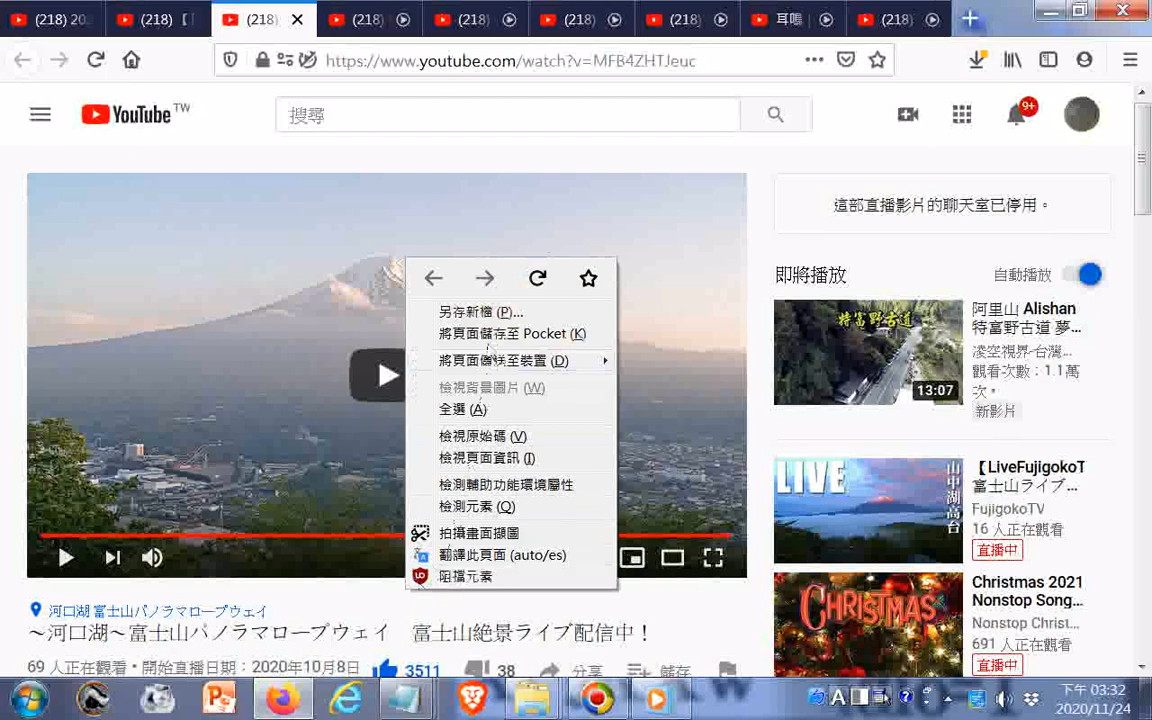 (218) 20
(218) 【
(218)
(218)
(218)
(218)
(218)
耳鳴
(218)
https://www.youtube.com/watch?v=MFB4ZHTJeuc
YouTube TW
搜尋
9+
這部直播影片的聊天室已停用。
即將播放
自動播放
特富野古道
13:07
阿里山 Alishan
特富野古道 夢...
凌空視界-台灣...
觀看次數：1.1萬
次。
新影片
LIVE
山中湖高台
【LiveFujigokoT
富士山ライブ...
FujigokoTV
16 人正在觀看
直播中
CHRISTMAS
Christmas 2021
Nonstop Song...
Nonstop Christ...
691 人正在觀看
直播中
另存新檔 (P)...
將頁面儲存至 Pocket (K)
將頁面儲存至裝置 (D)
檢視背景圖片 (W)
全選 (A)
檢視原始碼 (V)
檢視頁面資訊 (I)
檢測輔助功能環境屬性
檢測元素 (Q)
拍攝畫面擷圖
翻譯此頁面 (auto/es)
阻擋元素
河口湖 富士山パノラマロープウェイ
～河口湖～富士山パノラマロープウェイ　富士山絶景ライブ配信中！
69 人正在觀看 • 開始直播日期：2020年10月8日
3511
38
分享
儲存
下午 03:32
2020/11/24